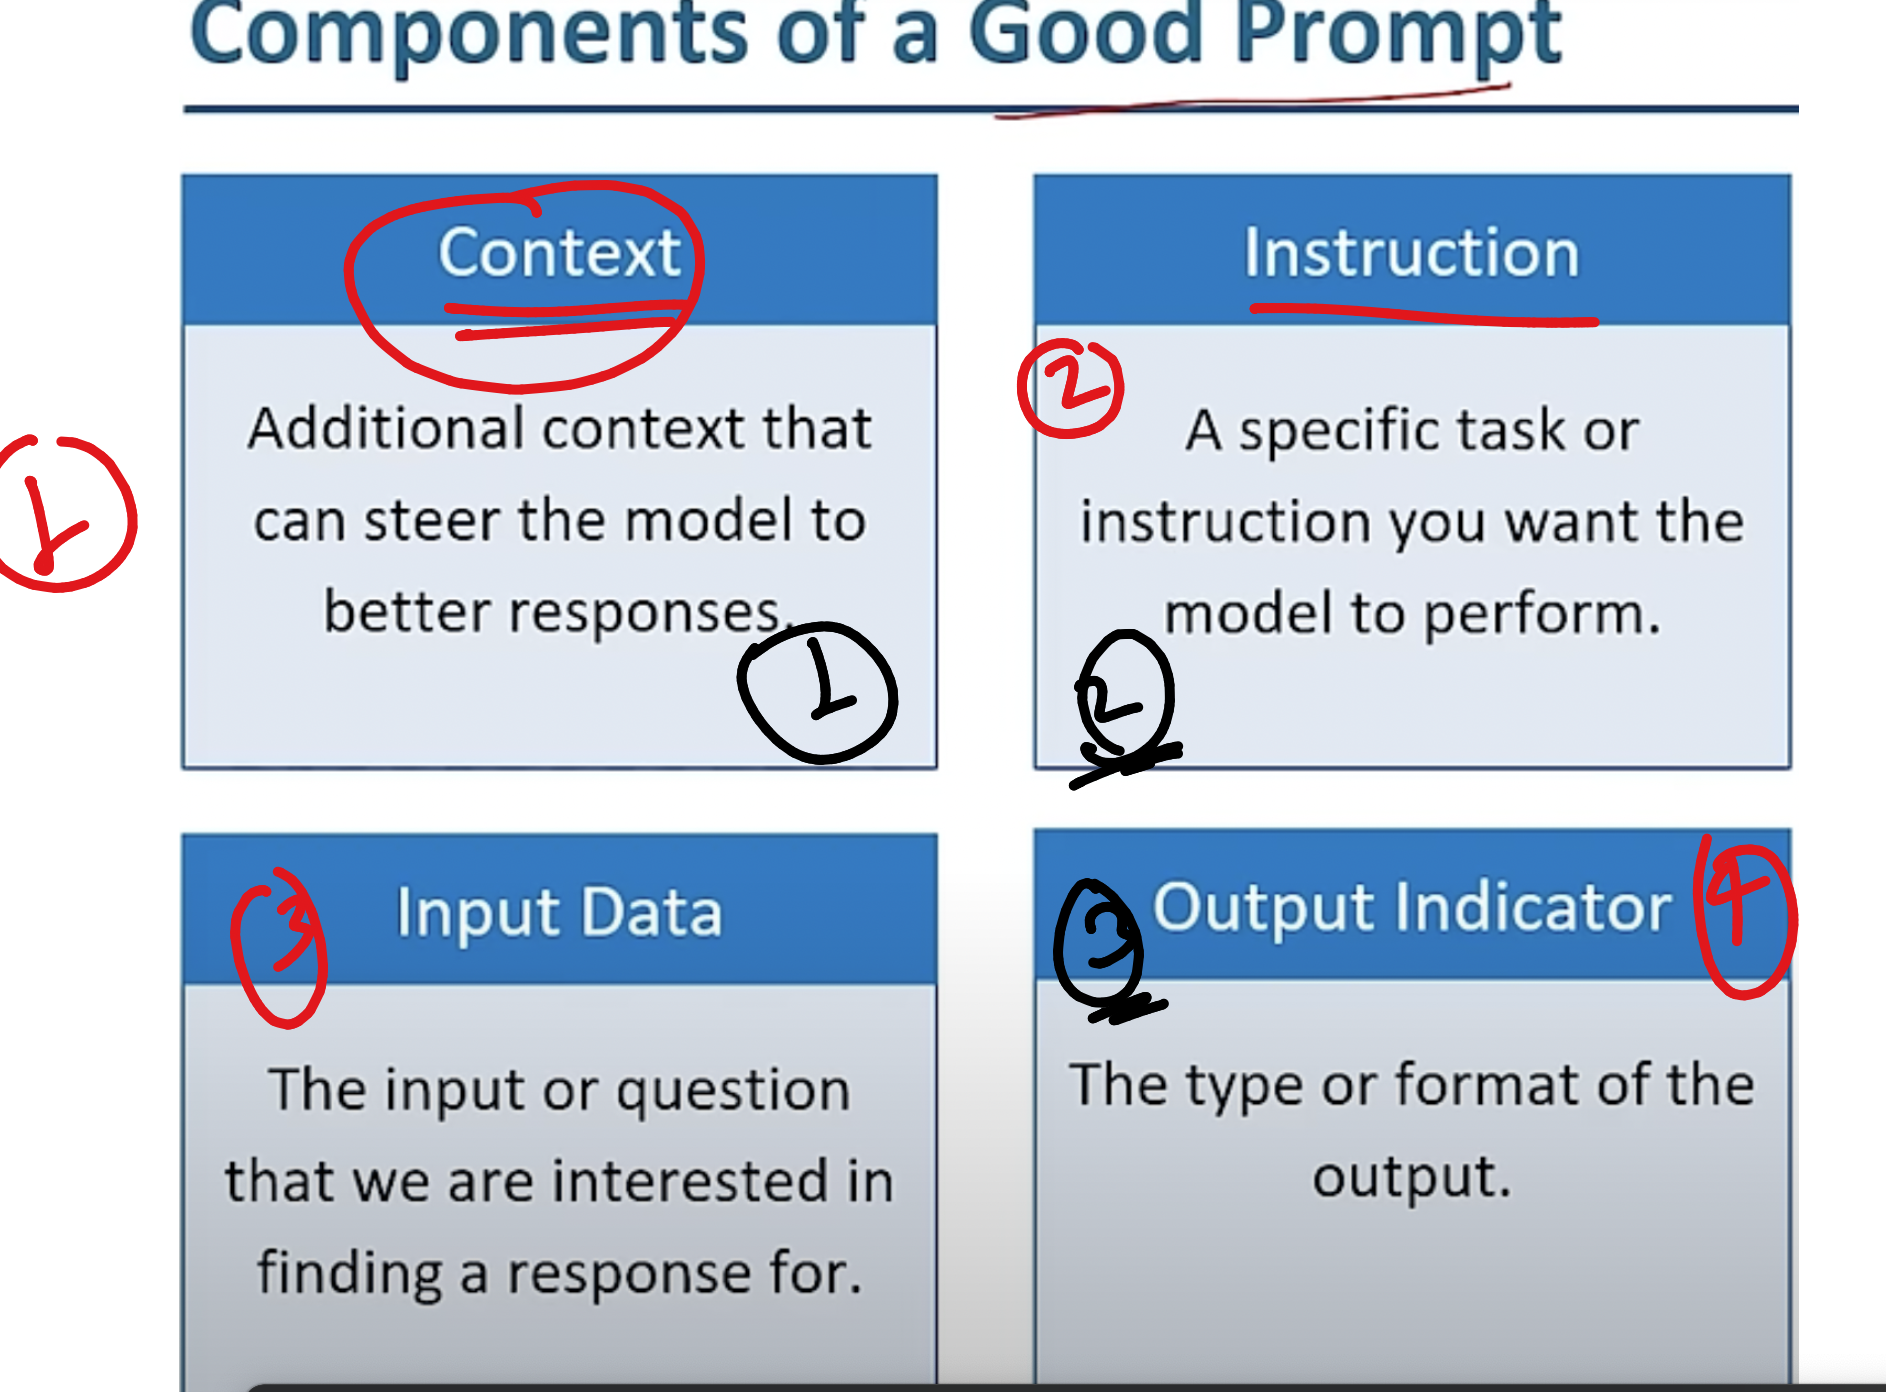 Components of a Good Prompt
Context
Additional context that
can steer the model to
better responses.
1
1
Instruction
2
A specific task or
instruction you want the
model to perform.
2
Input Data
3
The input or question
that we are interested in
finding a response for.
Output Indicator
3
4
The type or format of the
output.